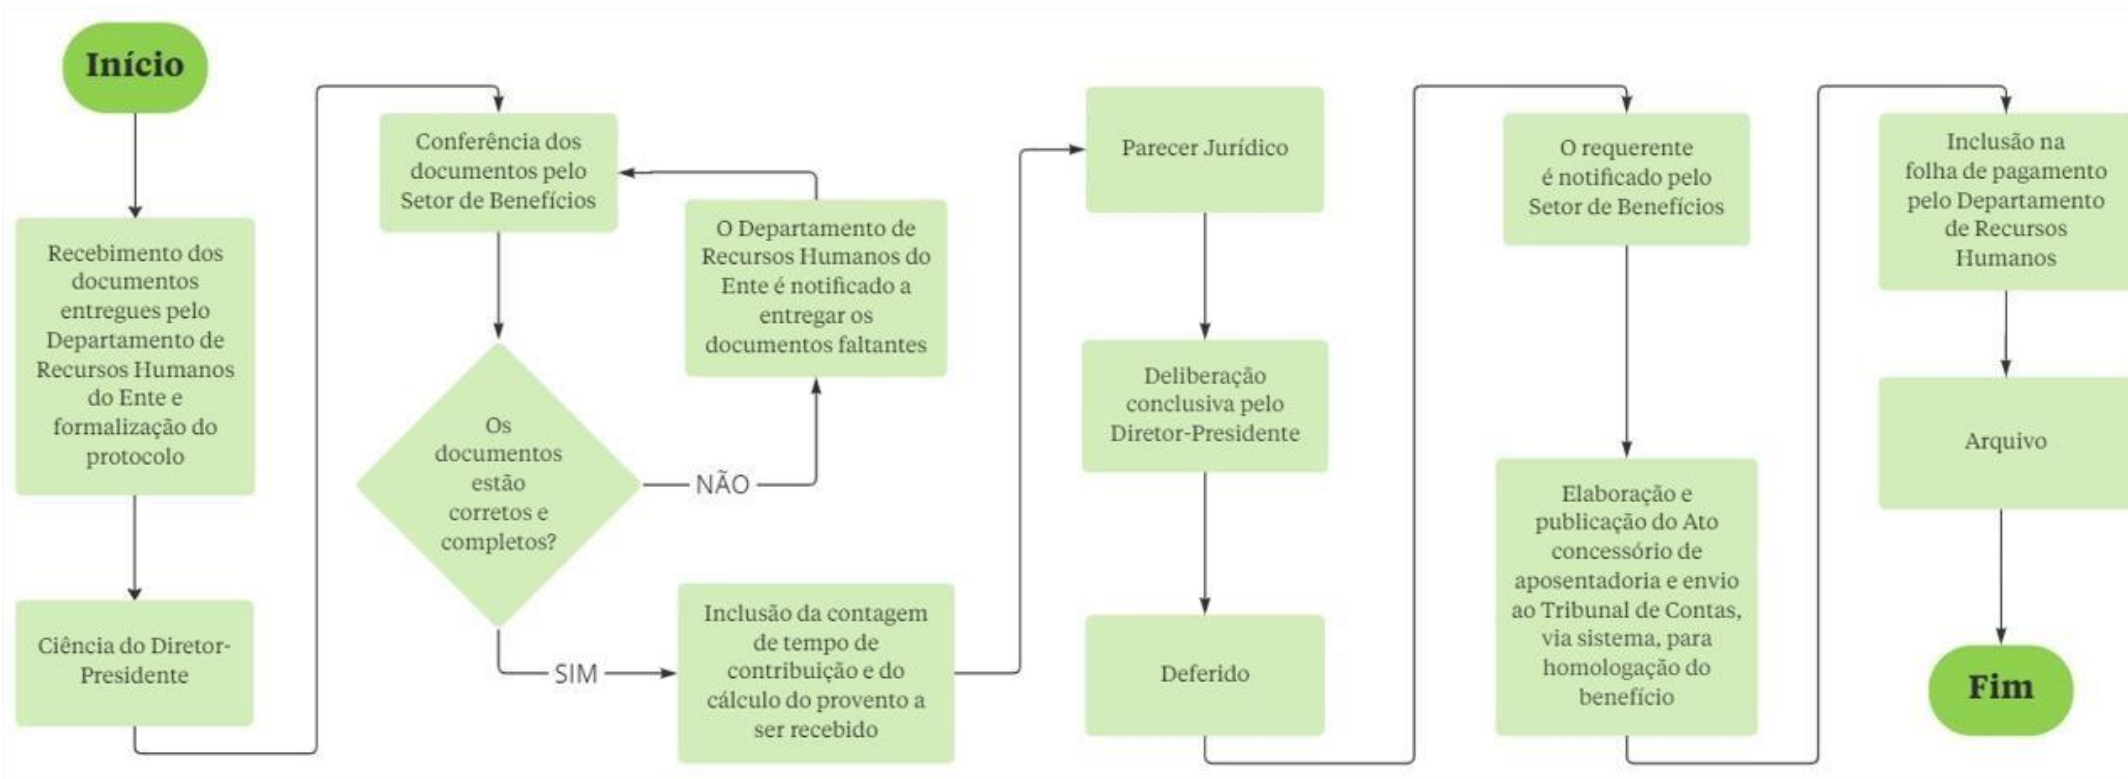 Início
Recebimento dos
documentos
entregues pelo
Departamento de
Recursos Humanos
do Ente e
formalização do
protocolo
Ciência do Diretor-
Presidente
Conferência dos
documentos pelo
Setor de Benefícios
Os
documentos
estão
corretos e
completos?
NÃO
O Departamento de
Recursos Humanos do
Ente é notificado a
entregar os
documentos faltantes
SIM
Inclusão da contagem
de tempo de
contribuição e do
cálculo do provento a
ser recebido
Parecer Jurídico
Deliberação
conclusiva pelo
Diretor-Presidente
Deferido
O requerente
é notificado pelo
Setor de Benefícios
Elaboração e
publicação do Ato
concessório de
aposentadoria e envio
ao Tribunal de Contas,
via sistema, para
homologação do
benefício
Inclusão na
folha de pagamento
pelo Departamento
de Recursos
Humanos
Arquivo
Fim